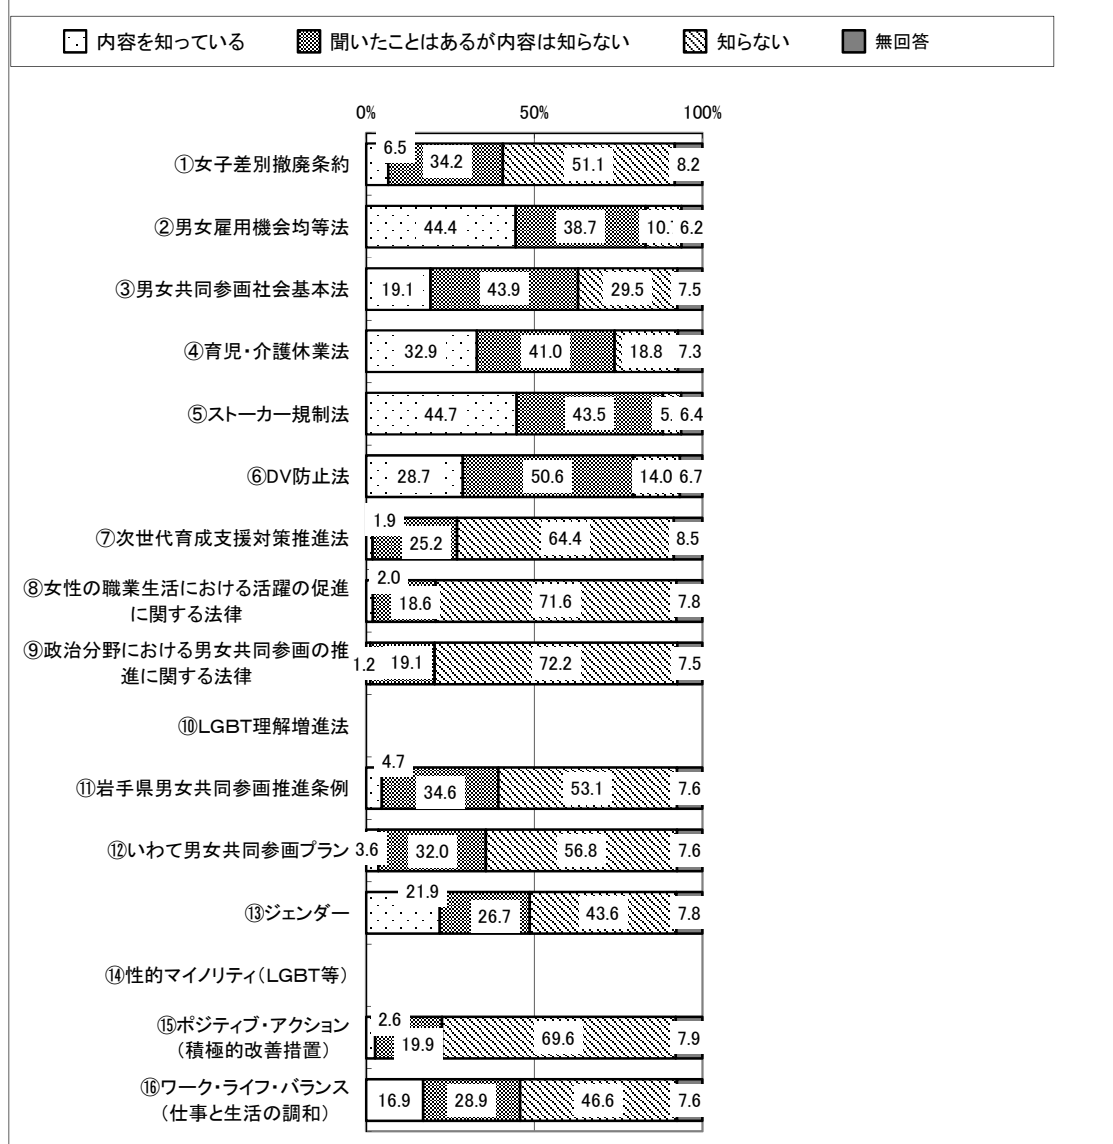 内容を知っている 聞いたことはあるが内容は知らない 知らない 無回答
0% 50% 100%
①女子差別撤廃条約 6.5 34.2 51.1 8.2
②男女雇用機会均等法 44.4 38.7 10. 6.2
③男女共同参画社会基本法 19.1 43.9 29.5 7.5
④育児・介護休業法 32.9 41.0 18.8 7.3
⑤ストーカー規制法 44.7 43.5 5. 6.4
⑥DV防止法 28.7 50.6 14.0 6.7
⑦次世代育成支援対策推進法 1.9 25.2 64.4 8.5
⑧女性の職業生活における活躍の促進
に関する法律 2.0 18.6 71.6 7.8
⑨政治分野における男女共同参画の推
進に関する法律 1.2 19.1 72.2 7.5
⑩LGBT理解増進法
⑪岩手県男女共同参画推進条例 4.7 34.6 53.1 7.6
⑫いわて男女共同参画プラン 3.6 32.0 56.8 7.6
⑬ジェンダー 21.9 26.7 43.6 7.8
⑭性的マイノリティ(LGBT等)
⑮ポジティブ・アクション
(積極的改善措置) 2.6 19.9 69.6 7.9
⑯ワーク・ライフ・バランス
(仕事と生活の調和) 16.9 28.9 46.6 7.6